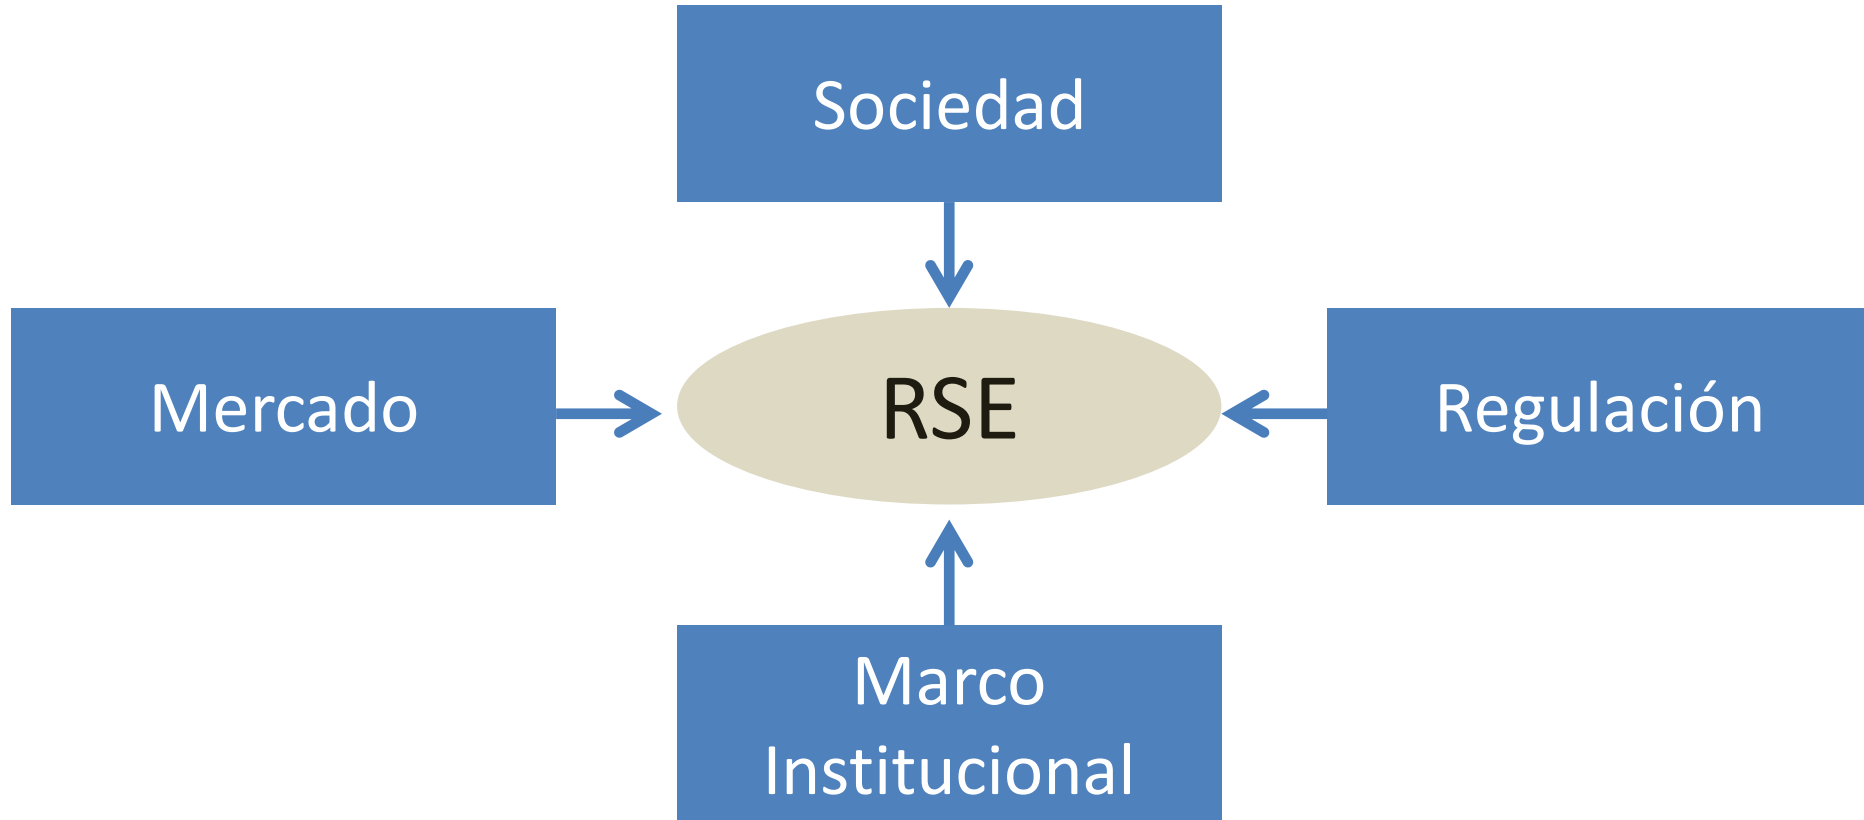 Sociedad
Mercado
RSE
Regulación
Marco
Institucional